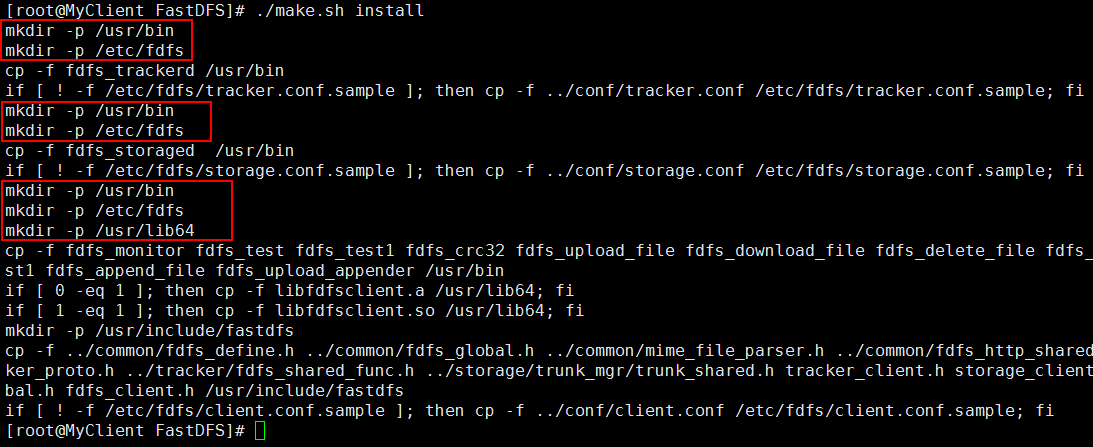 [root@MyClient FastDFS]# ./make.sh install
mkdir -p /usr/bin
mkdir -p /etc/fdfs
cp -f fdfs_trackerd /usr/bin
if [ ! -f /etc/fdfs/tracker.conf.sample ]; then cp -f ../conf/tracker.conf /etc/fdfs/tracker.conf.sample; fi
mkdir -p /usr/bin
mkdir -p /etc/fdfs
cp -f fdfs_storaged  /usr/bin
if [ ! -f /etc/fdfs/storage.conf.sample ]; then cp -f ../conf/storage.conf /etc/fdfs/storage.conf.sample; fi
mkdir -p /usr/bin
mkdir -p /etc/fdfs
mkdir -p /usr/lib64
cp -f fdfs_monitor fdfs_test fdfs_test1 fdfs_crc32 fdfs_upload_file fdfs_download_file fdfs_delete_file fdfs_
st1 fdfs_append_file fdfs_upload_appender /usr/bin
if [ 0 -eq 1 ]; then cp -f libfdfsclient.a /usr/lib64; fi
if [ 1 -eq 1 ]; then cp -f libfdfsclient.so /usr/lib64; fi
mkdir -p /usr/include/fastdfs
cp -f ../common/fdfs_define.h ../common/fdfs_global.h ../common/mime_file_parser.h ../common/fdfs_http_shared
ker_proto.h ../tracker/fdfs_shared_func.h ../storage/trunk_mgr/trunk_shared.h tracker_client.h storage_client
bal.h fdfs_client.h /usr/include/fastdfs
if [ ! -f /etc/fdfs/client.conf.sample ]; then cp -f ../conf/client.conf /etc/fdfs/client.conf.sample; fi
[root@MyClient FastDFS]#